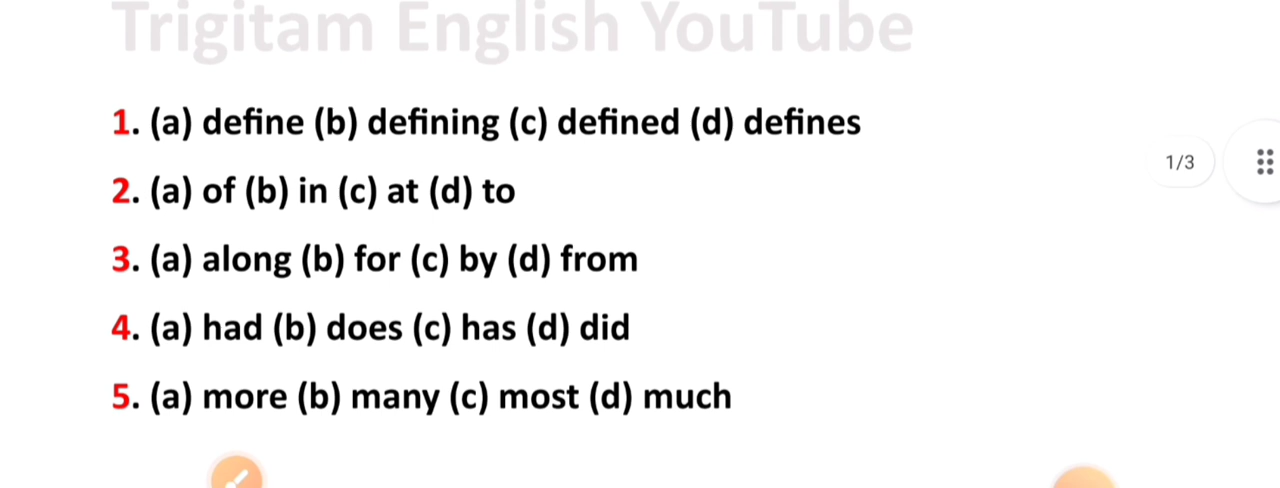 Trigitam English YouTube
1. (a) define (b) defining (c) defined (d) defines
1/3
2. (a) of (b) in (c) at (d) to
3. (a) along (b) for (c) by (d) from
4. (a) had (b) does (c) has (d) did
5. (a) more (b) many (c) most (d) much